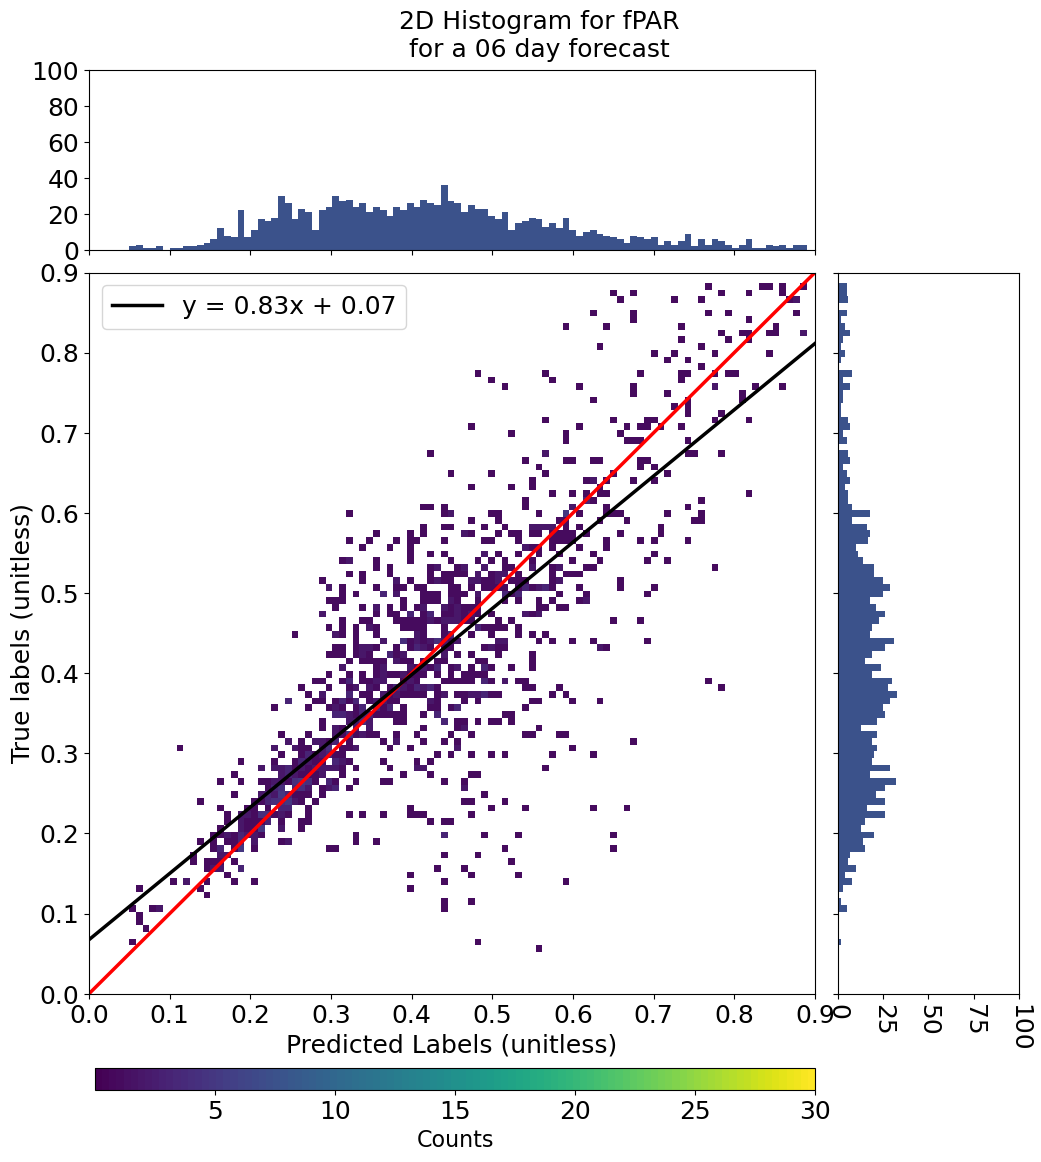 2D Histogram for fPAR
for a 06 day forecast
100
80
60
40
20
0
0.9
0.8
0.7
0.6
0.5
0.4
0.3
0.2
0.1
0.0
True labels (unitless)
y = 0.83x + 0.07
0.0 0.1 0.2 0.3 0.4 0.5 0.6 0.7 0.8 0.9
Predicted Labels (unitless)
0 25 50 75 100
5 10 15 20 25 30
Counts